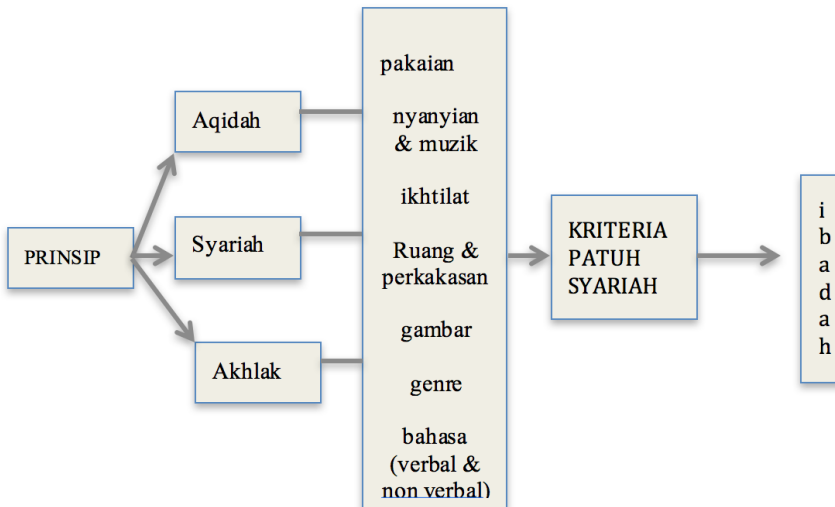 PRINSIP
Aqidah
Syariah
Akhlak
pakaian
nyanyian
& muzik
ikhtilat
Ruang &
perkakasan
gambar
genre
bahasa
(verbal &
non verbal)
KRITERIA
PATUH
SYARIAH
i
b
a
d
a
h